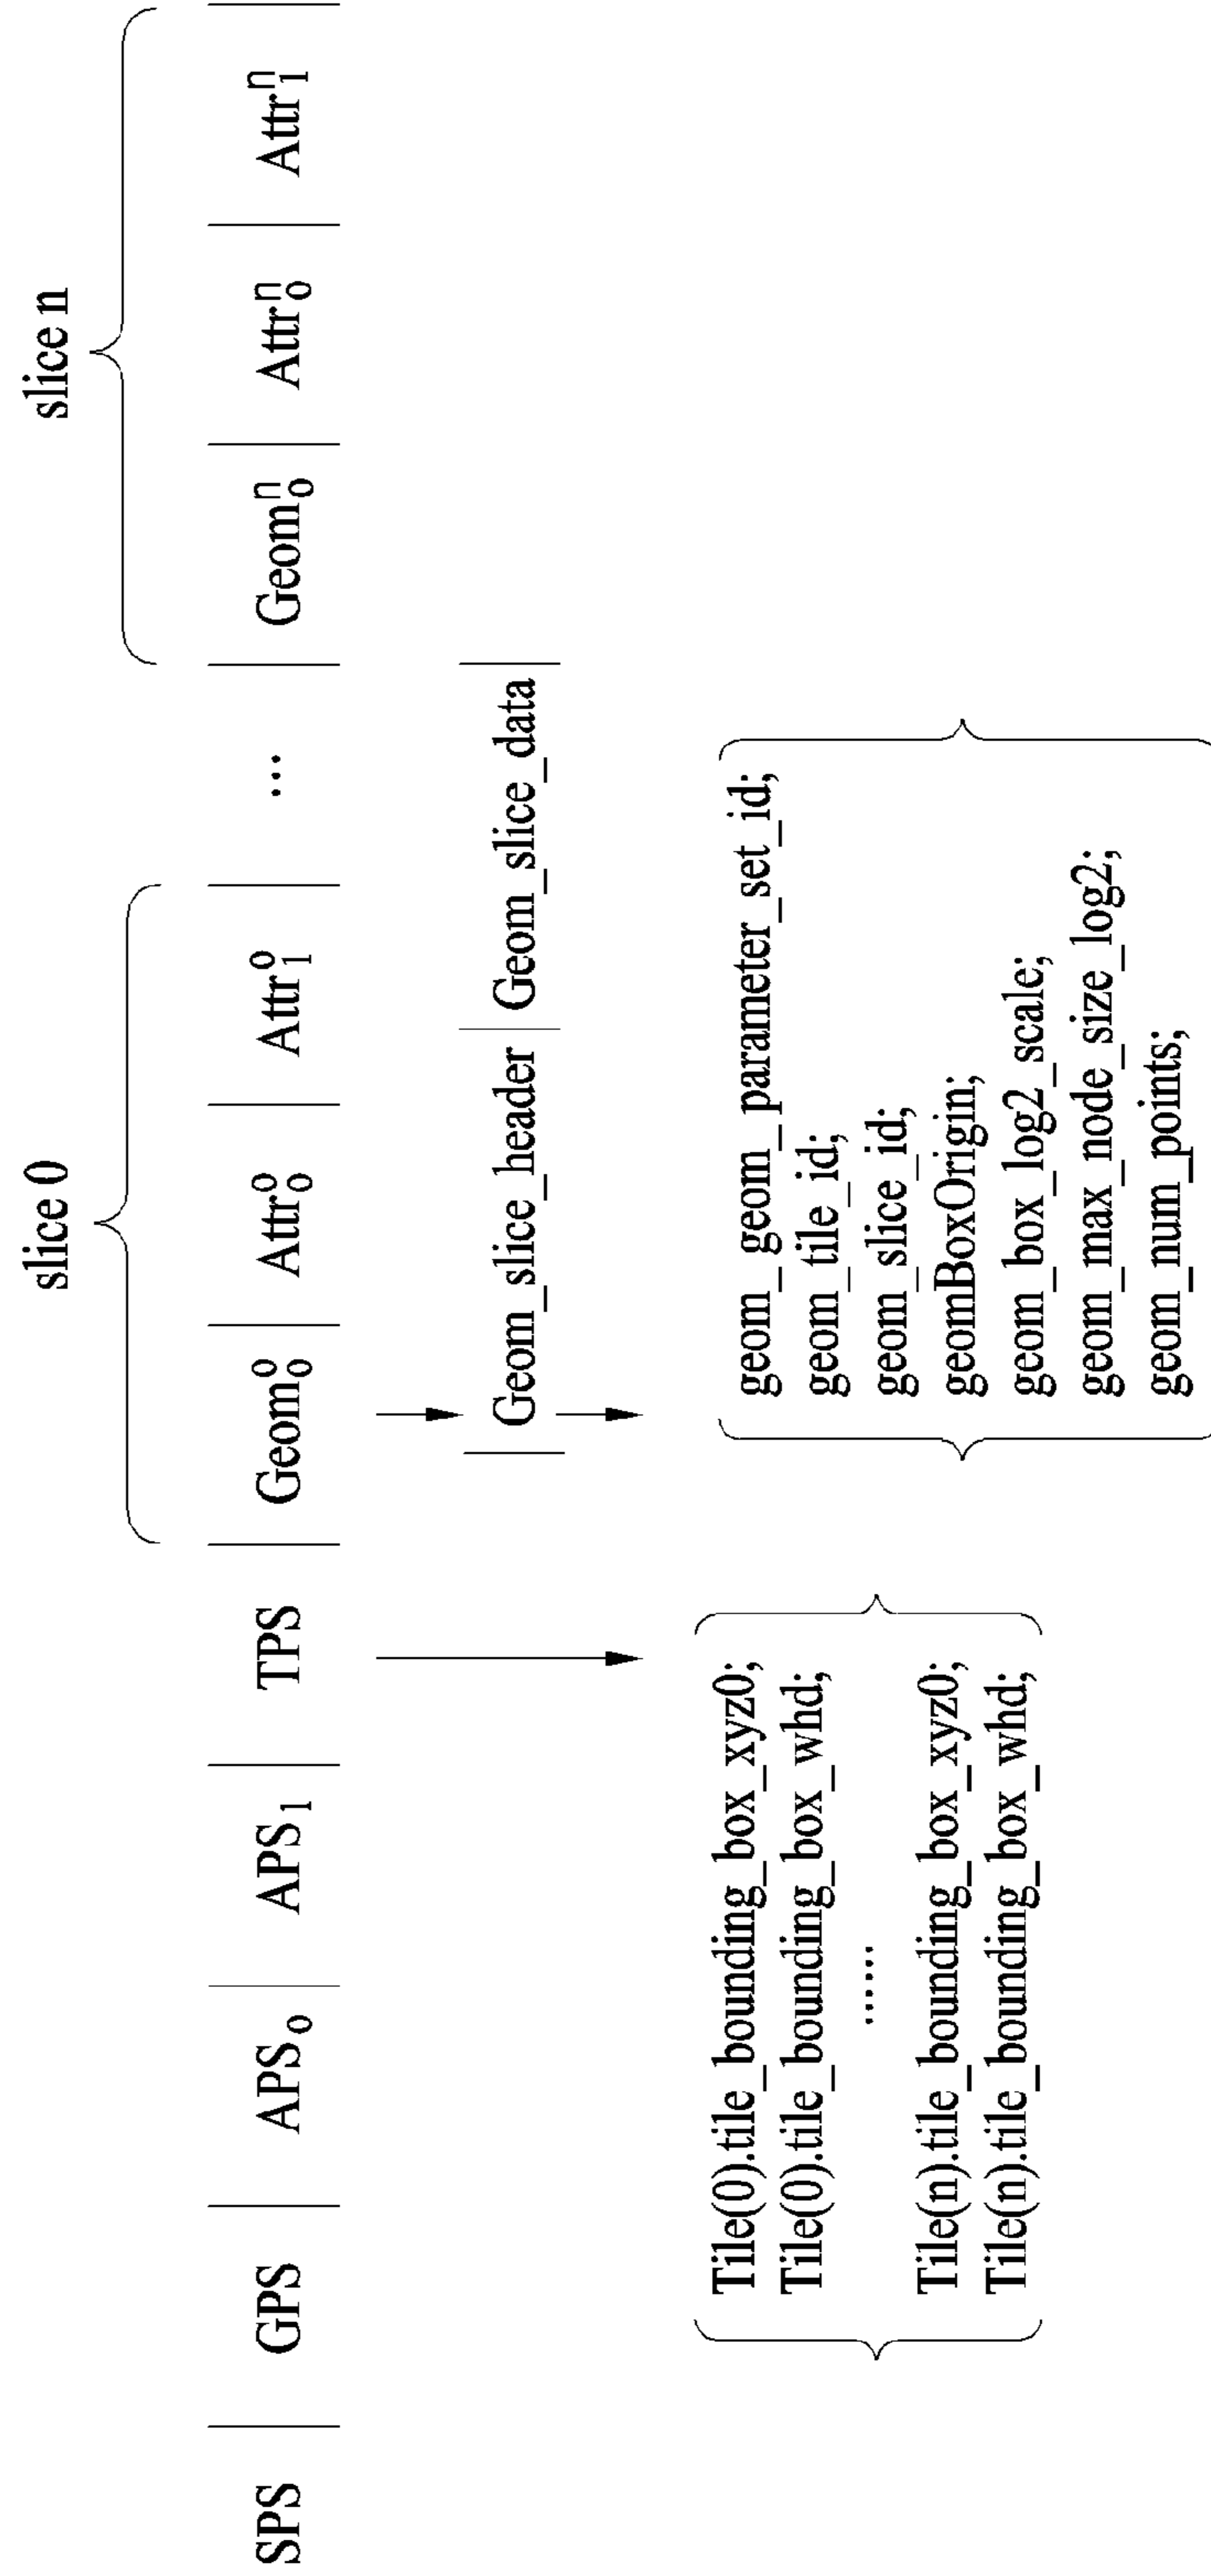 slice 0
slice n
SPS | GPS | APS₀ | APS₁ | TPS | Geom₀⁰ | Attr₀⁰ | Attr₁⁰ | ... | Geom₀ⁿ | Attr₀ⁿ | Attr₁ⁿ
Geom_slice_header | Geom_slice_data
Tile(0).tile_bounding_box_xyz0;
Tile(0).tile_bounding_box_whd;
......
Tile(n).tile_bounding_box_xyz0;
Tile(n).tile_bounding_box_whd;
geom_geom_parameter_set_id;
geom_tile_id;
geom_slice_id;
geomBoxOrigin;
geom_box_log2_scale;
geom_max_node_size_log2;
geom_num_points;